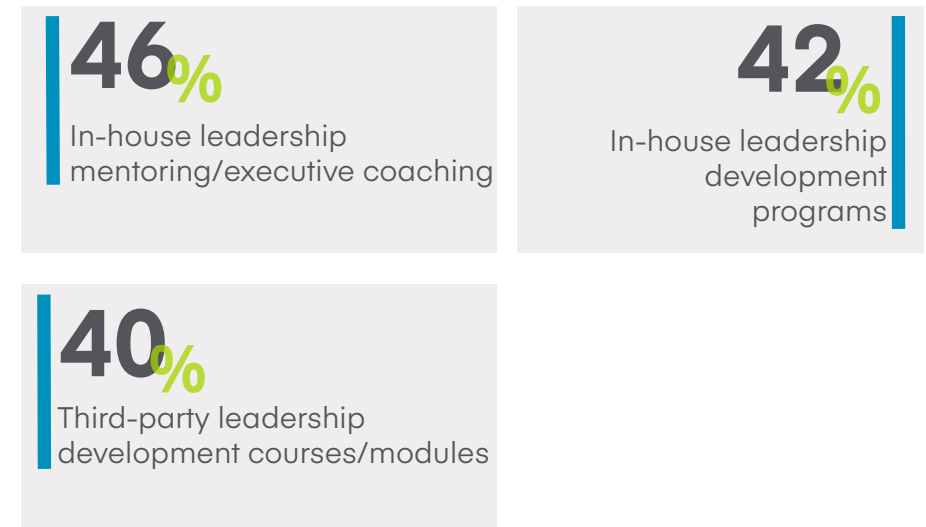 46%
In-house leadership
mentoring/executive coaching
42%
In-house leadership
development
programs
40%
Third-party leadership
development courses/modules